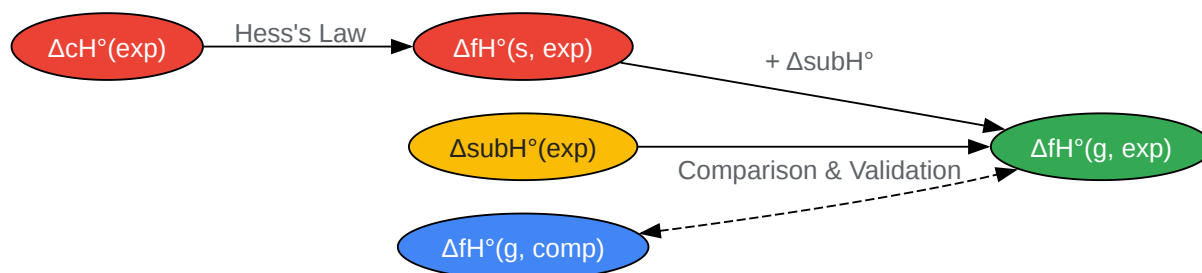 ΔcH°(exp)
Hess's Law
ΔfH°(s, exp)
+ ΔsubH°
ΔsubH°(exp)
ΔfH°(g, exp)
Comparison & Validation
ΔfH°(g, comp)